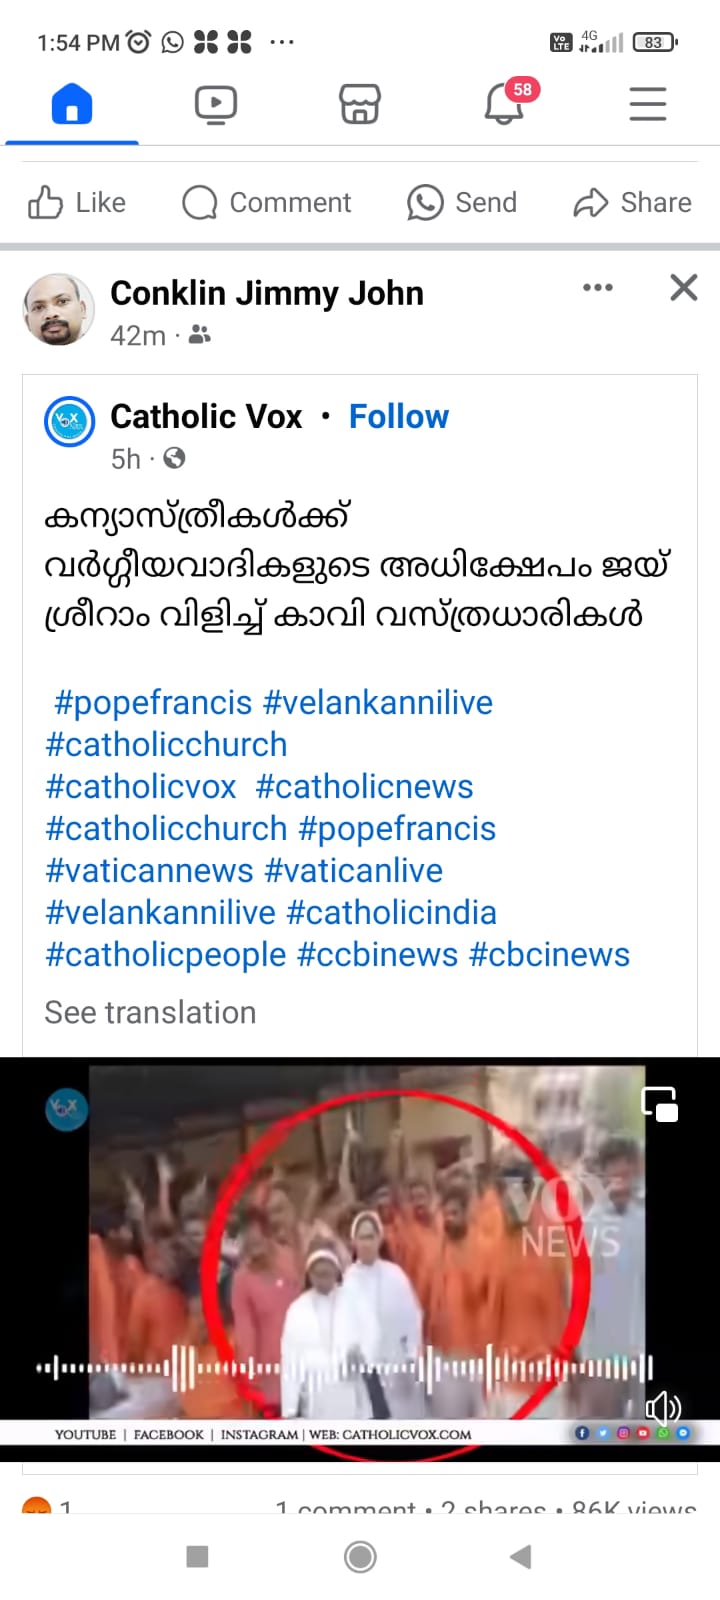 1:54 PM
Vo LTE 4G 83
58
Like Comment Send Share
Conklin Jimmy John
42m ·
Catholic Vox • Follow
5h ·
കന്യാസ്ത്രീകൾക്ക്
വർഗ്ഗീയവാദികളുടെ അധിക്ഷേപം ജയ്
ശ്രീറാം വിളിച്ച് കാവി വസ്ത്രധാരികൾ
#popefrancis #velankannilive
#catholicchurch
#catholicvox #catholicnews
#catholicchurch #popefrancis
#vaticannews #vaticanlive
#velankannilive #catholicindia
#catholicpeople #ccbinews #cbcinews
See translation
VOX
VOX
NEWS
YOUTUBE | FACEBOOK | INSTAGRAM | WEB: CATHOLICVOX.COM
1 1 comment • 2 shares • 86K views